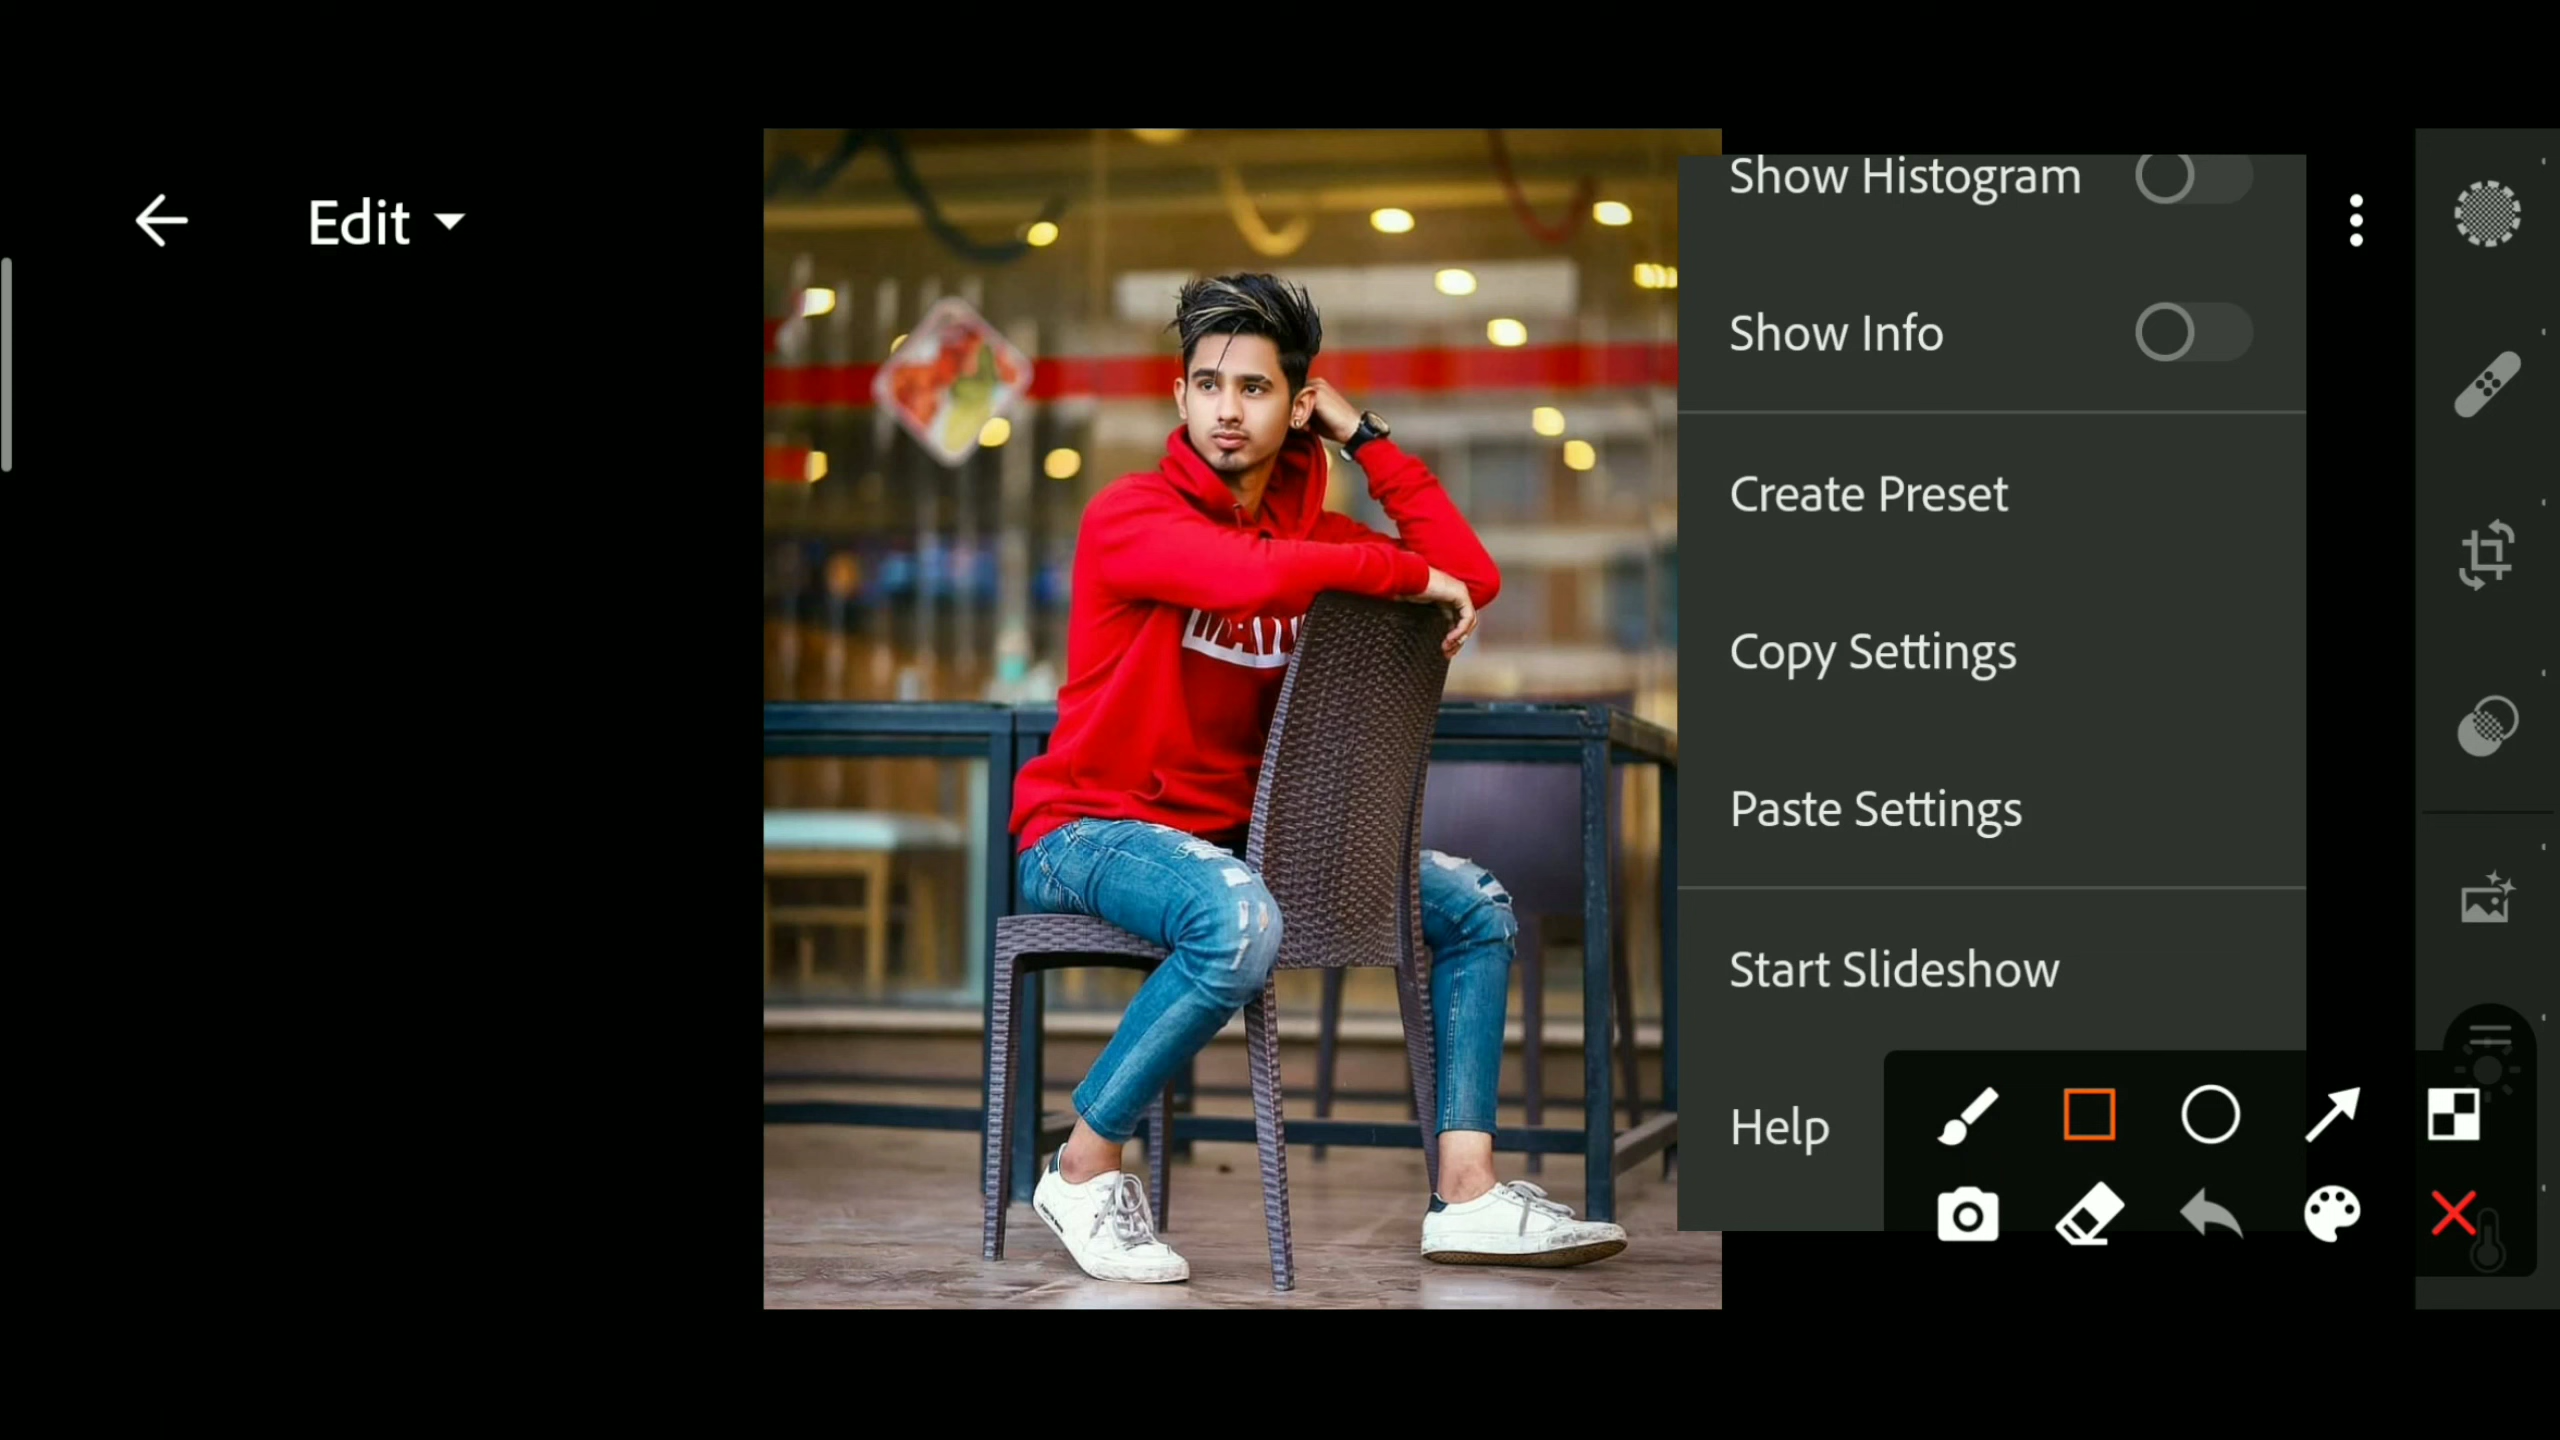 Edit
Show Histogram
Show Info
Create Preset
Copy Settings
Paste Settings
Start Slideshow
Help